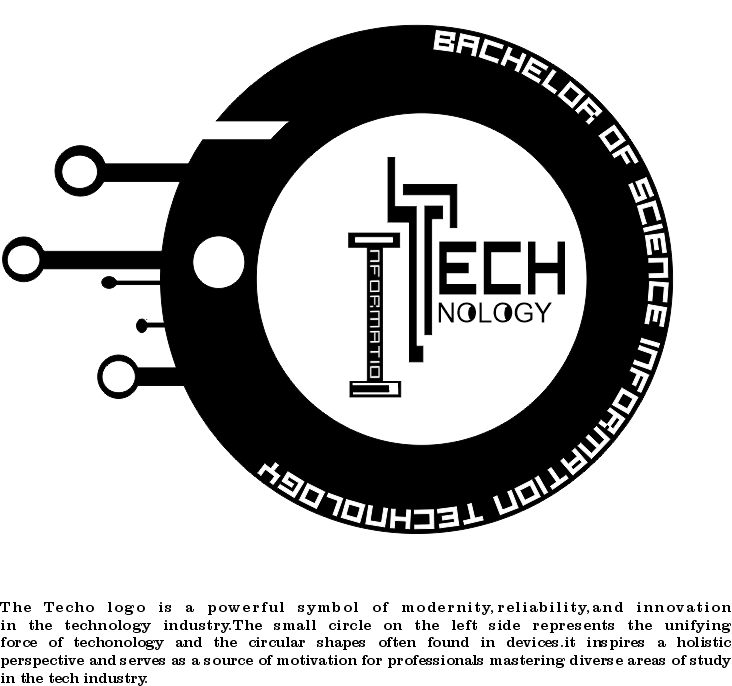 BACHELOR OF SCIENCE INFORMATION TECHNOLOGY
TECH
NOLOGY
INFORMATIO
The Techo logo is a powerful symbol of modernity,reliability,and innovation
in the technology industry.The small circle on the left side represents the unifying
force of techonology and the circular shapes often found in devices.it inspires a holistic
perspective and serves as a source of motivation for professionals mastering diverse areas of study
in the tech industry.